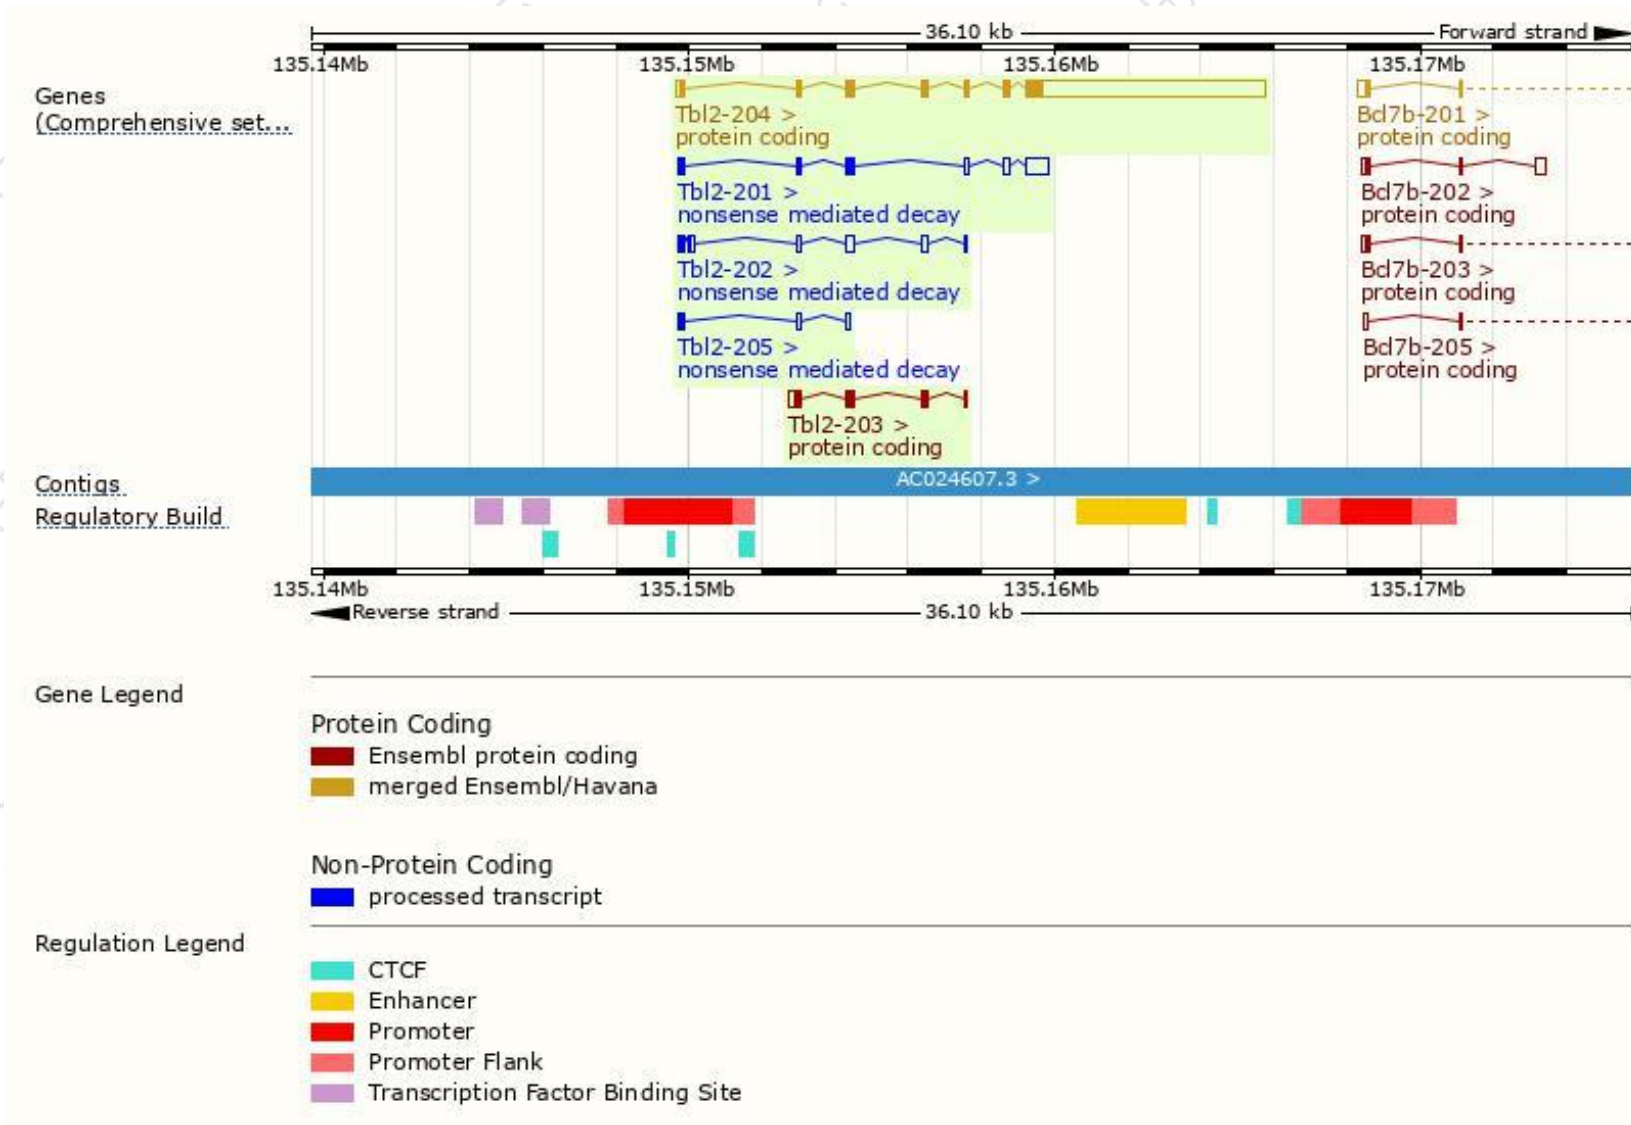 36.10 kb
Forward strand
135.14Mb 135.15Mb 135.16Mb 135.17Mb
Genes
(Comprehensive set...
Tbl2-204 >
protein coding
Bcl7b-201 >
protein coding
Tbl2-201 >
nonsense mediated decay
Bcl7b-202 >
protein coding
Tbl2-202 >
nonsense mediated decay
Bcl7b-203 >
protein coding
Tbl2-205 >
nonsense mediated decay
Bcl7b-205 >
protein coding
Tbl2-203 >
protein coding
Contigs
AC024607.3 >
Regulatory Build
135.14Mb 135.15Mb 135.16Mb 135.17Mb
Reverse strand
36.10 kb
Gene Legend
Protein Coding
Ensembl protein coding
merged Ensembl/Havana
Non-Protein Coding
processed transcript
Regulation Legend
CTCF
Enhancer
Promoter
Promoter Flank
Transcription Factor Binding Site